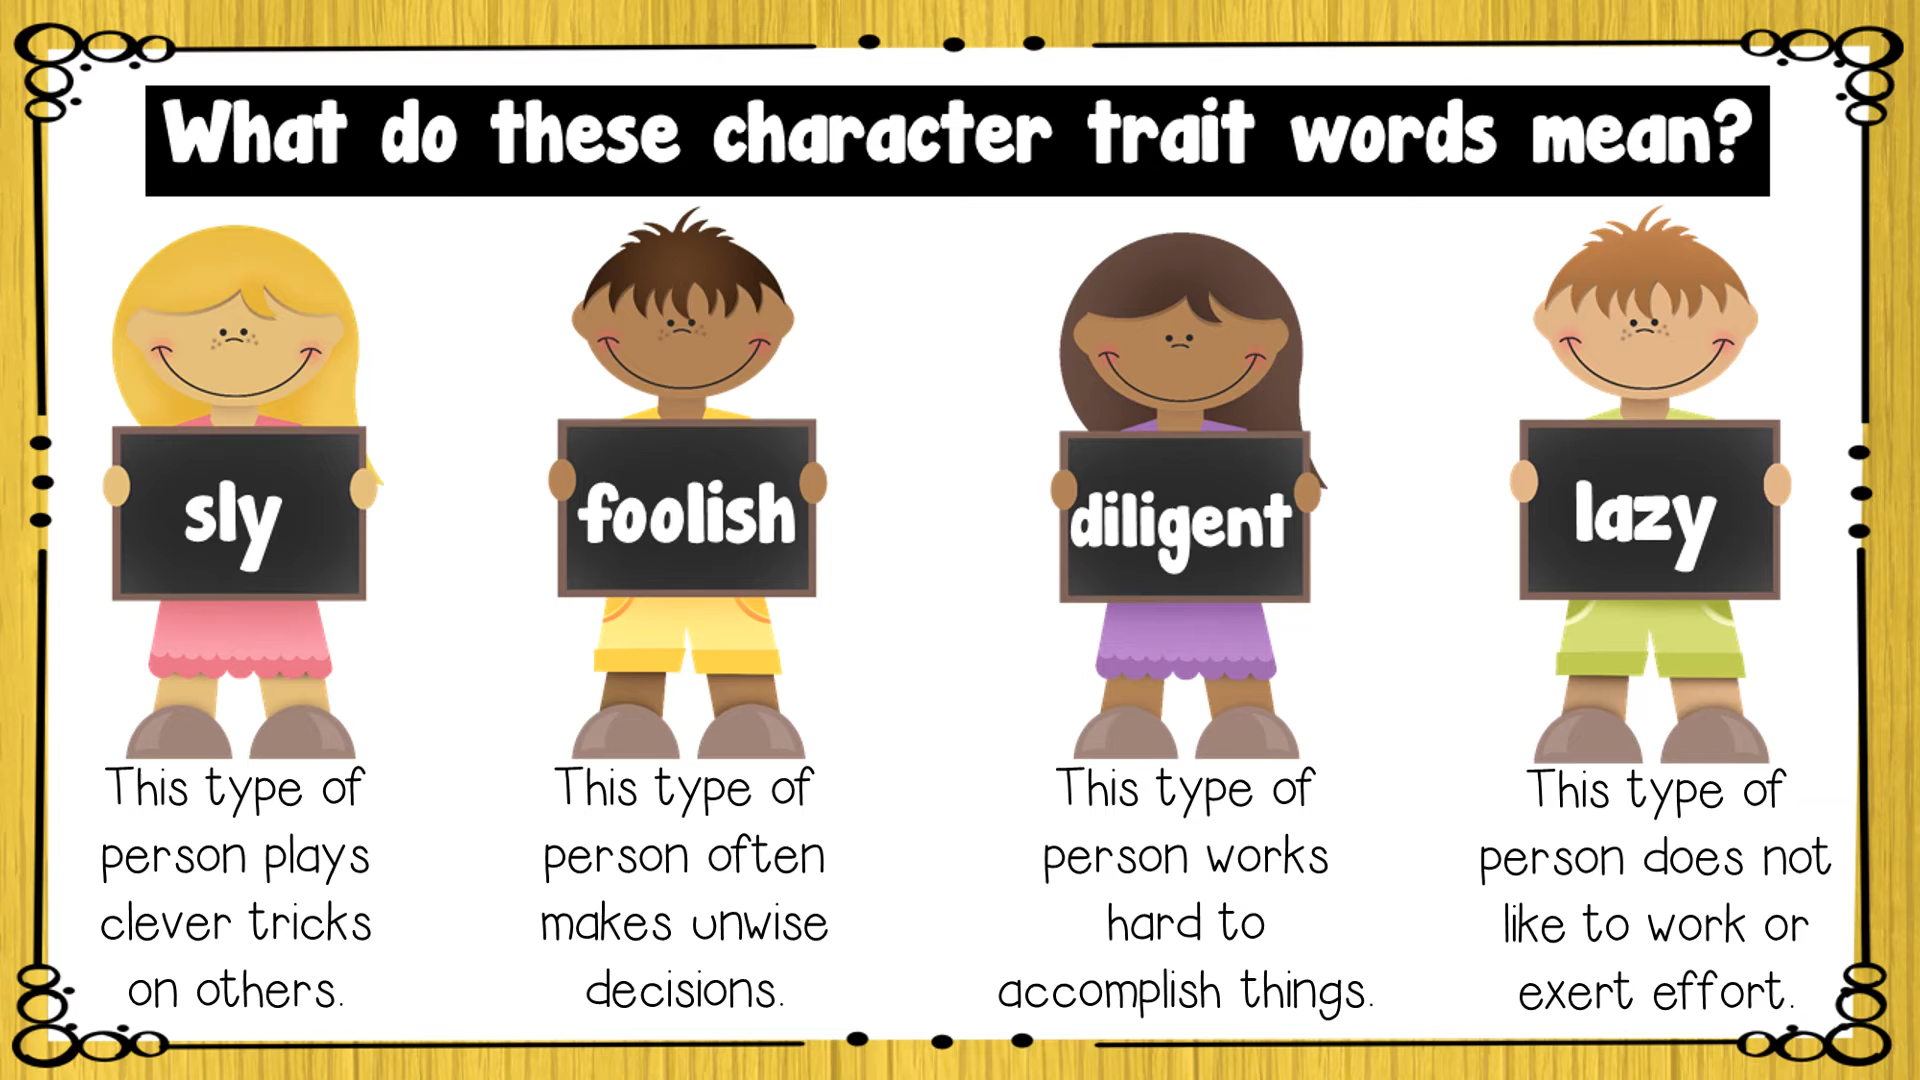 What do these character trait words mean?
sly
This type of
person plays
clever tricks
on others.
foolish
This type of
person often
makes unwise
decisions.
diligent
This type of
person works
hard to
accomplish things.
lazy
This type of
person does not
like to work or
exert effort.